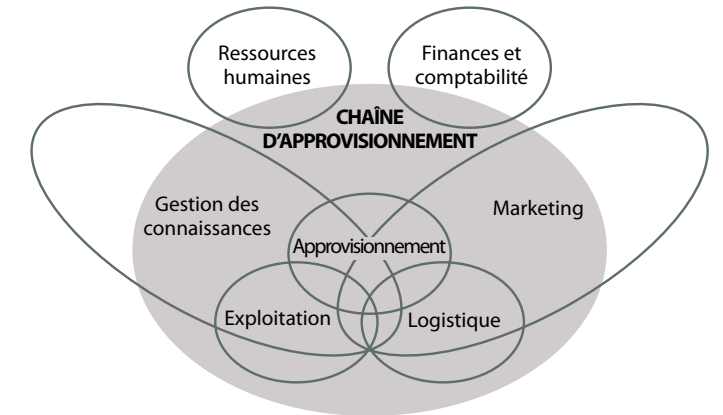 Ressources
humaines
Finances et
comptabilité
CHAÎNE
D'APPROVISIONNEMENT
Gestion des
connaissances
Marketing
Approvisionnement
Exploitation
Logistique